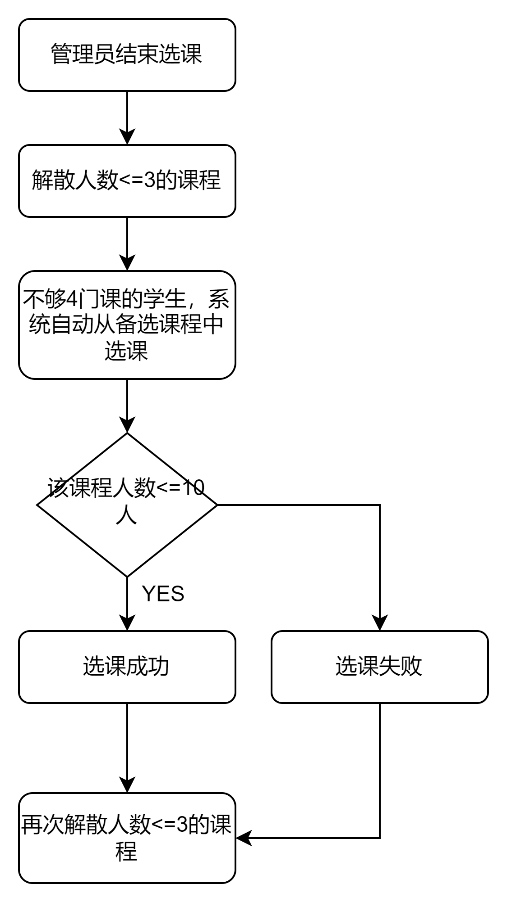 管理员结束选课
解散人数<=3的课程
不够4门课的学生，系
统自动从备选课程中
选课
该课程人数<=10
人
YES
选课成功
选课失败
再次解散人数<=3的课
程